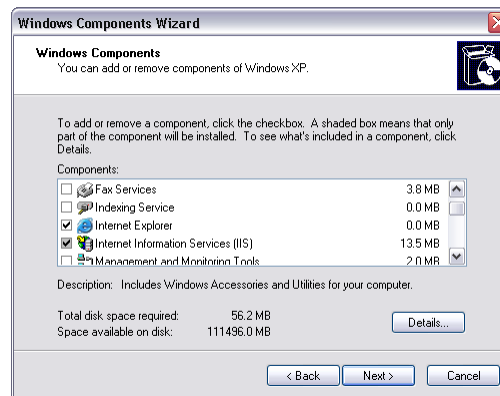 Windows Components Wizard
Windows Components
You can add or remove components of Windows XP.
To add or remove a component, click the checkbox. A shaded box means that only
part of the component will be installed. To see what's included in a component, click
Details.
Components:
Fax Services 3.8 MB
Indexing Service 0.0 MB
Internet Explorer 0.0 MB
Internet Information Services (IIS) 13.5 MB
Management and Monitoring Tools 2.0 MB
Description: Includes Windows Accessories and Utilities for your computer.
Total disk space required: 56.2 MB
Space available on disk: 111496.0 MB
Details...
< Back Next > Cancel